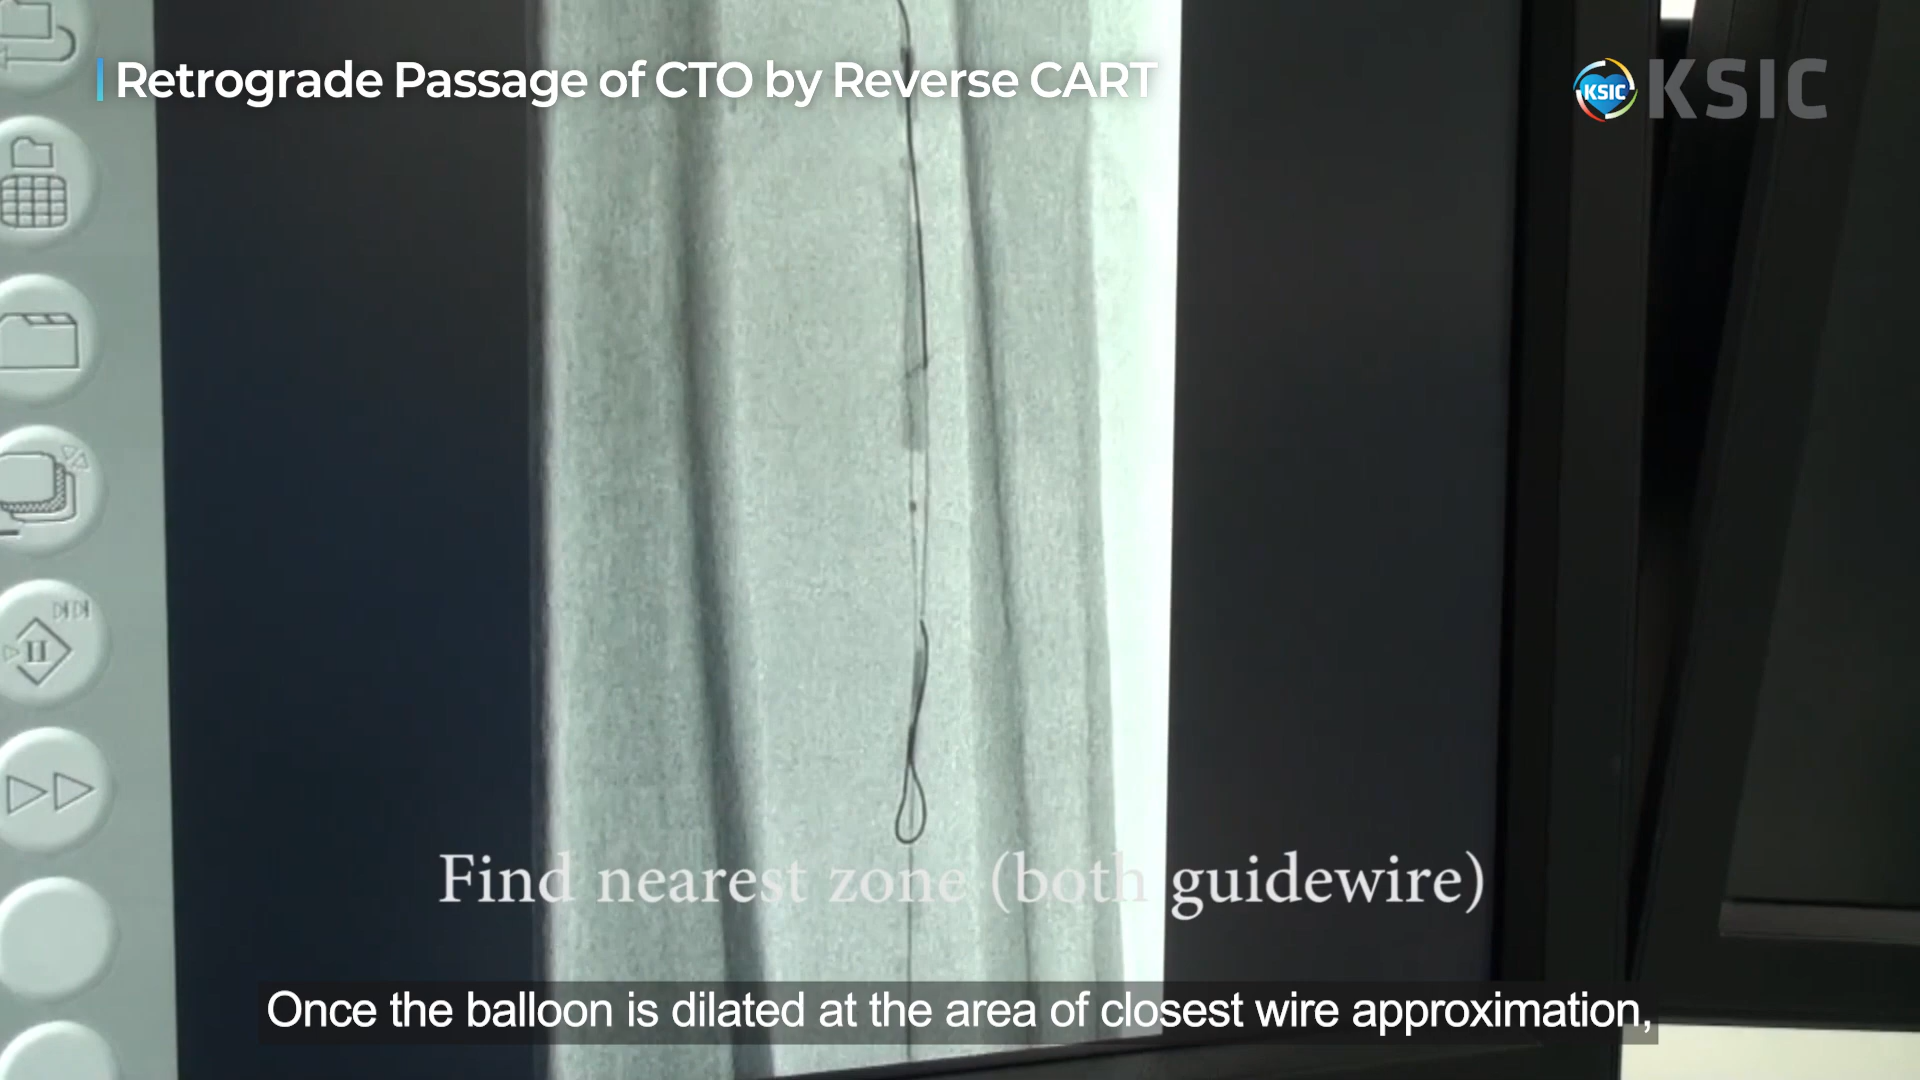 Retrograde Passage of CTO by Reverse CART
KSIC KSIC
Find nearest zone (both guidewire)
Once the balloon is dilated at the area of closest wire approximation,